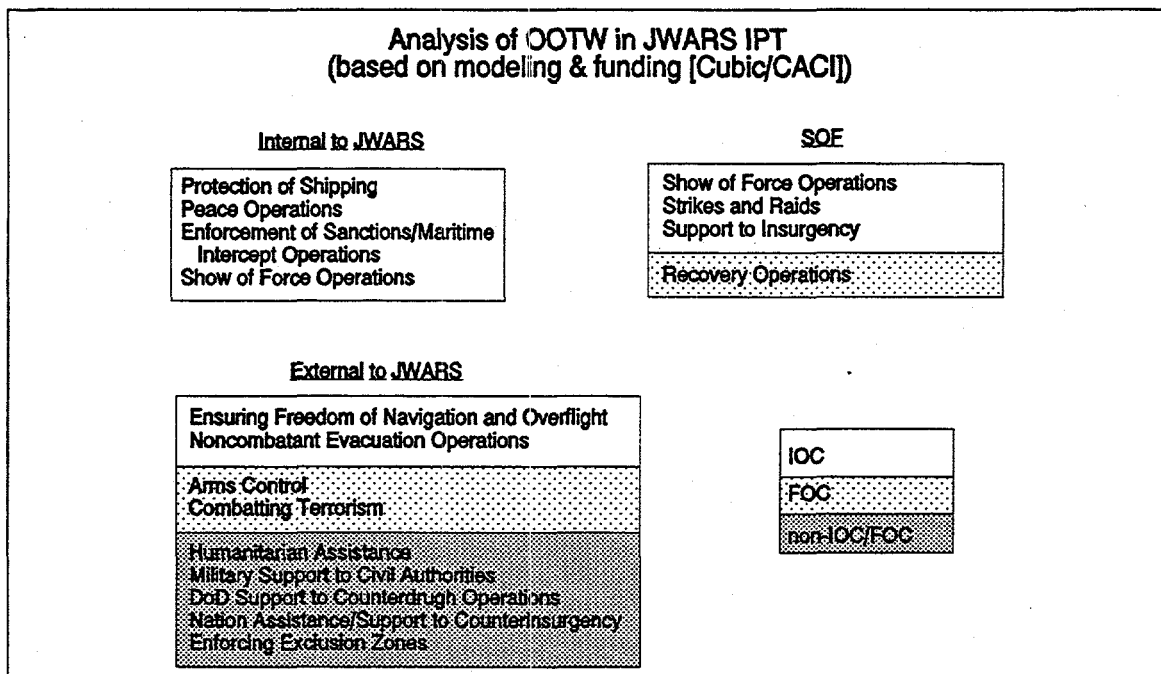 Analysis of OOTW in JWARS IPT
(based on modeling & funding [Cubic/CACI])
Internal to JWARS
Protection of Shipping
Peace Operations
Enforcement of Sanctions/Maritime
Intercept Operations
Show of Force Operations
SOF
Show of Force Operations
Strikes and Raids
Support to Insurgency
Recovery Operations
External to JWARS
Ensuring Freedom of Navigation and Overflight
Noncombatant Evacuation Operations
Arms Control
Combatting Terrorism
Humanitarian Assistance
Military Support to Civil Authorities
DoD Support to Counterdrugh Operations
Nation Assistance/Support to Counterinsurgency
Enforcing Exclusion Zones
IOC
FOC
non-IOC/FOC